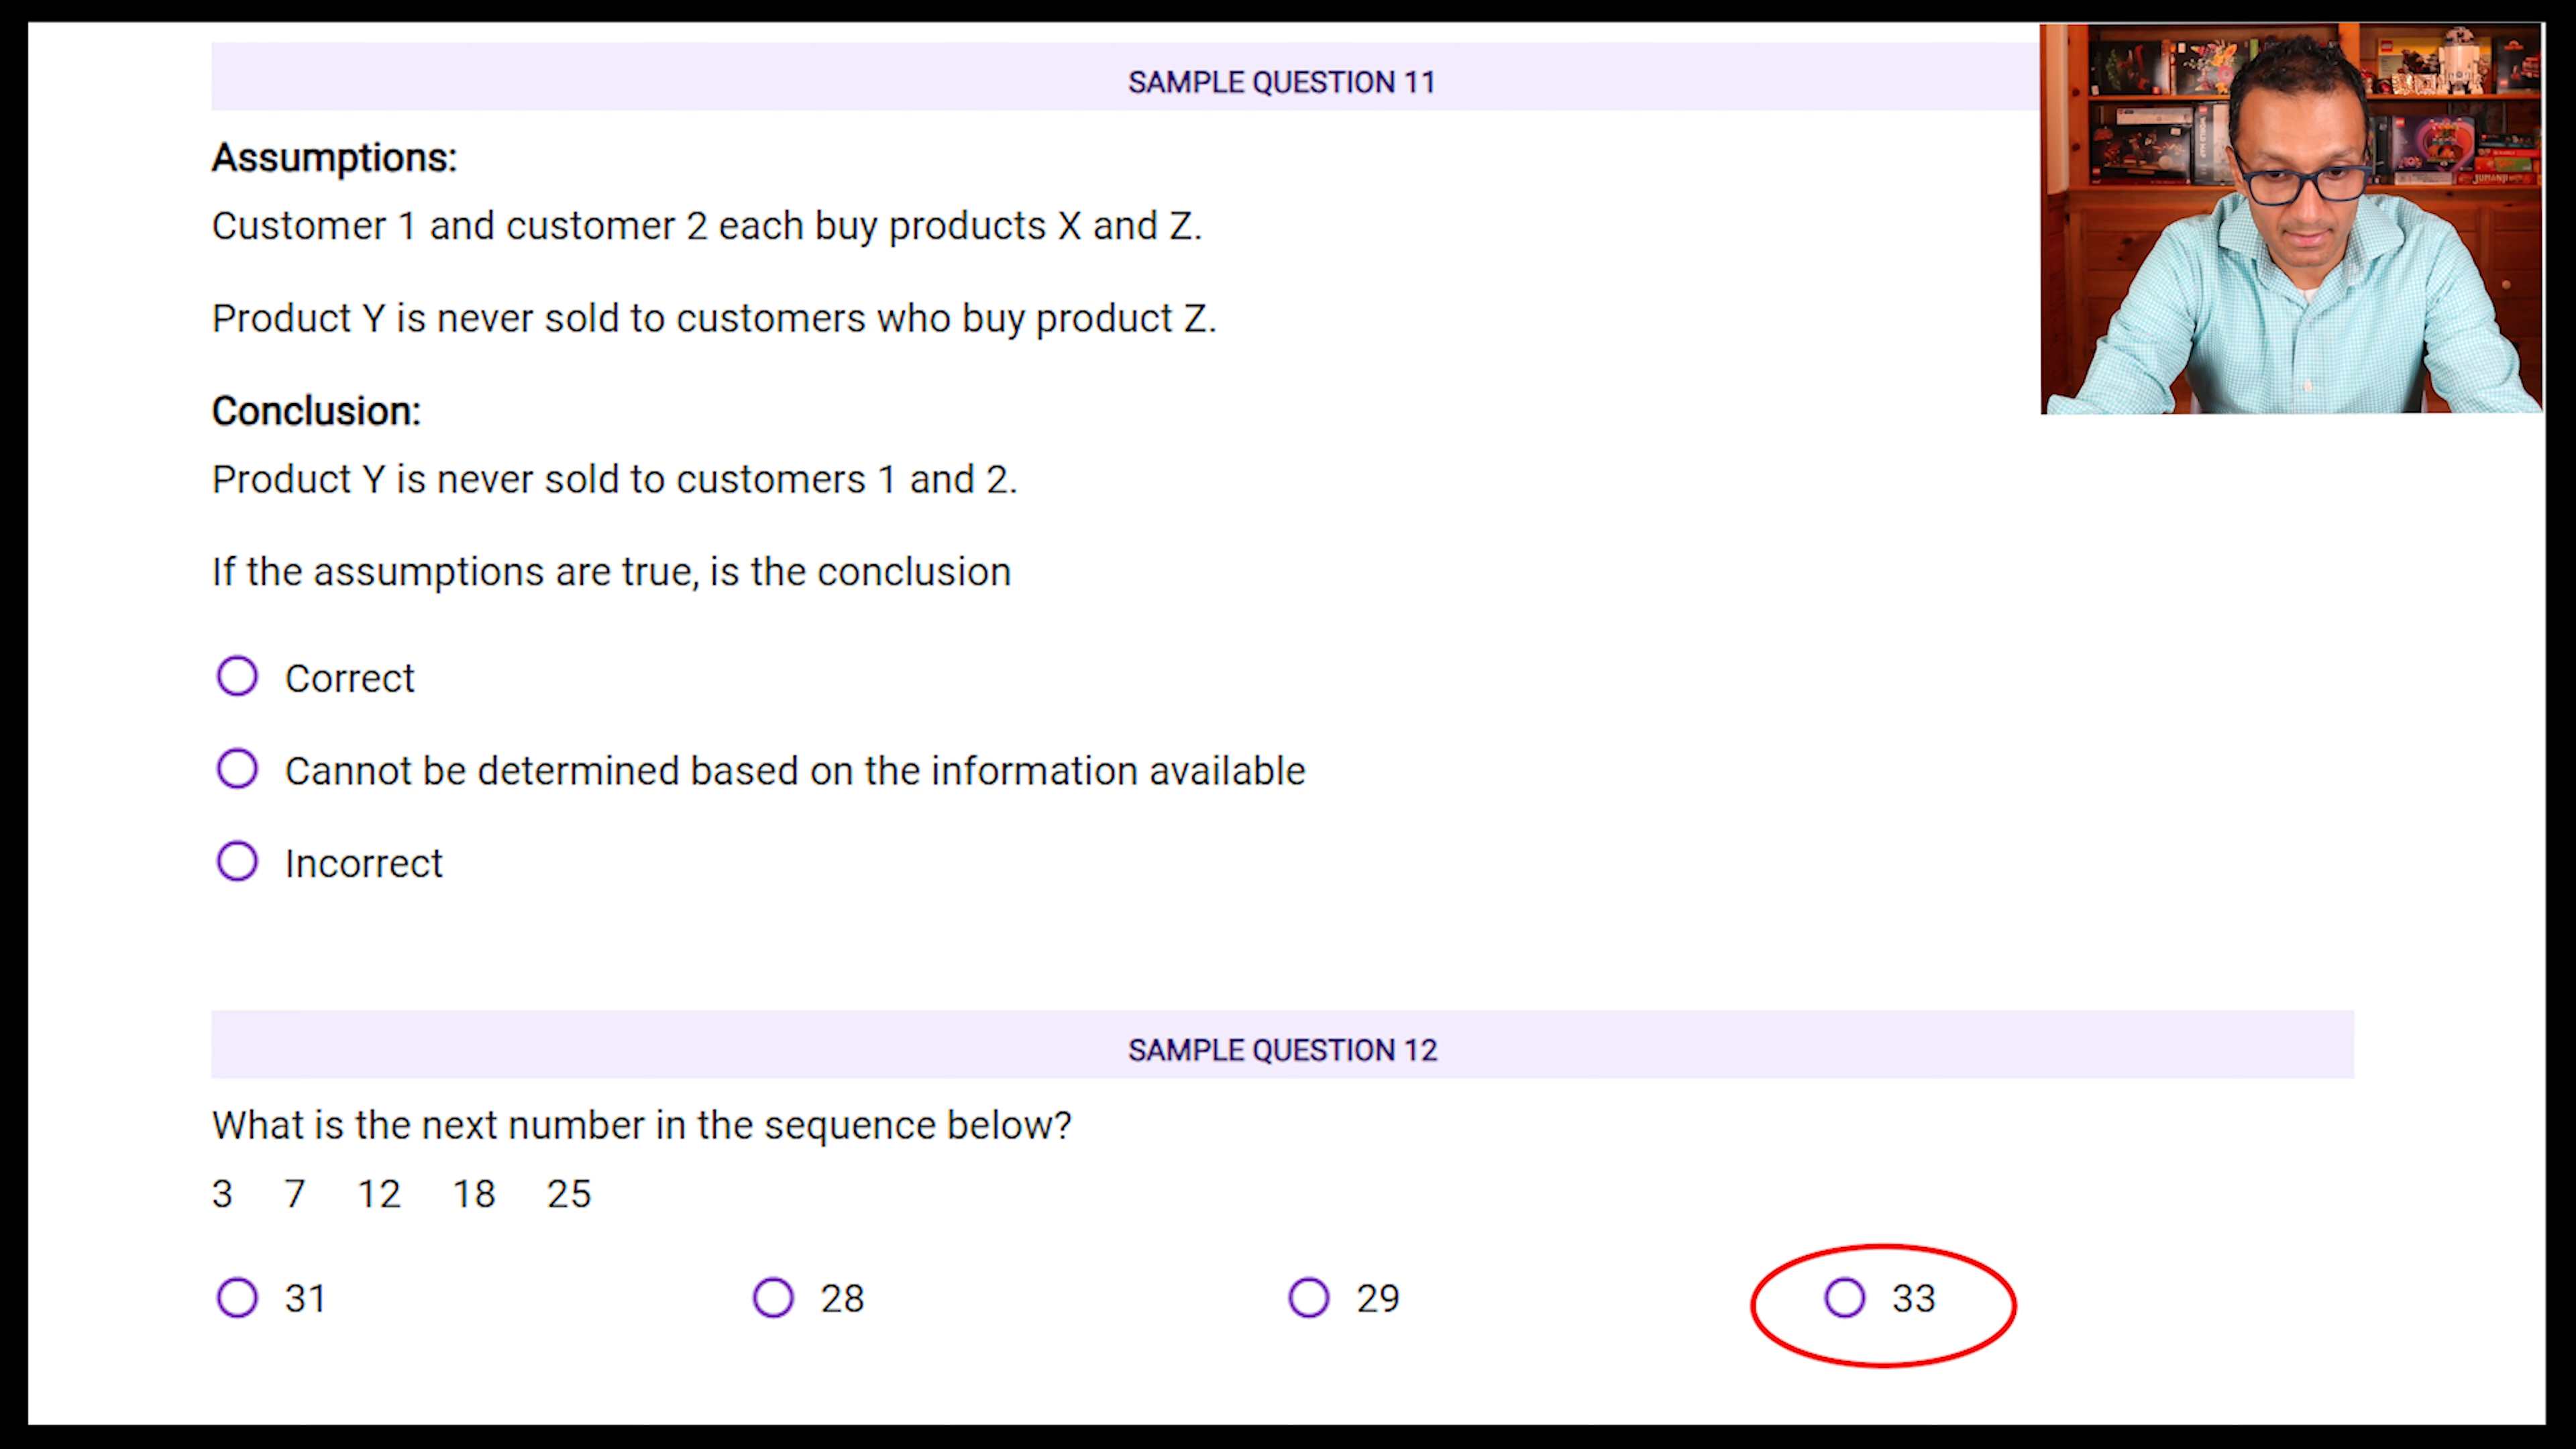 SAMPLE QUESTION 11
Assumptions:
Customer 1 and customer 2 each buy products X and Z.
Product Y is never sold to customers who buy product Z.
Conclusion:
Product Y is never sold to customers 1 and 2.
If the assumptions are true, is the conclusion
Correct
Cannot be determined based on the information available
Incorrect
SAMPLE QUESTION 12
What is the next number in the sequence below?
3 7 12 18 25
31 28 29 33
JUMANJI